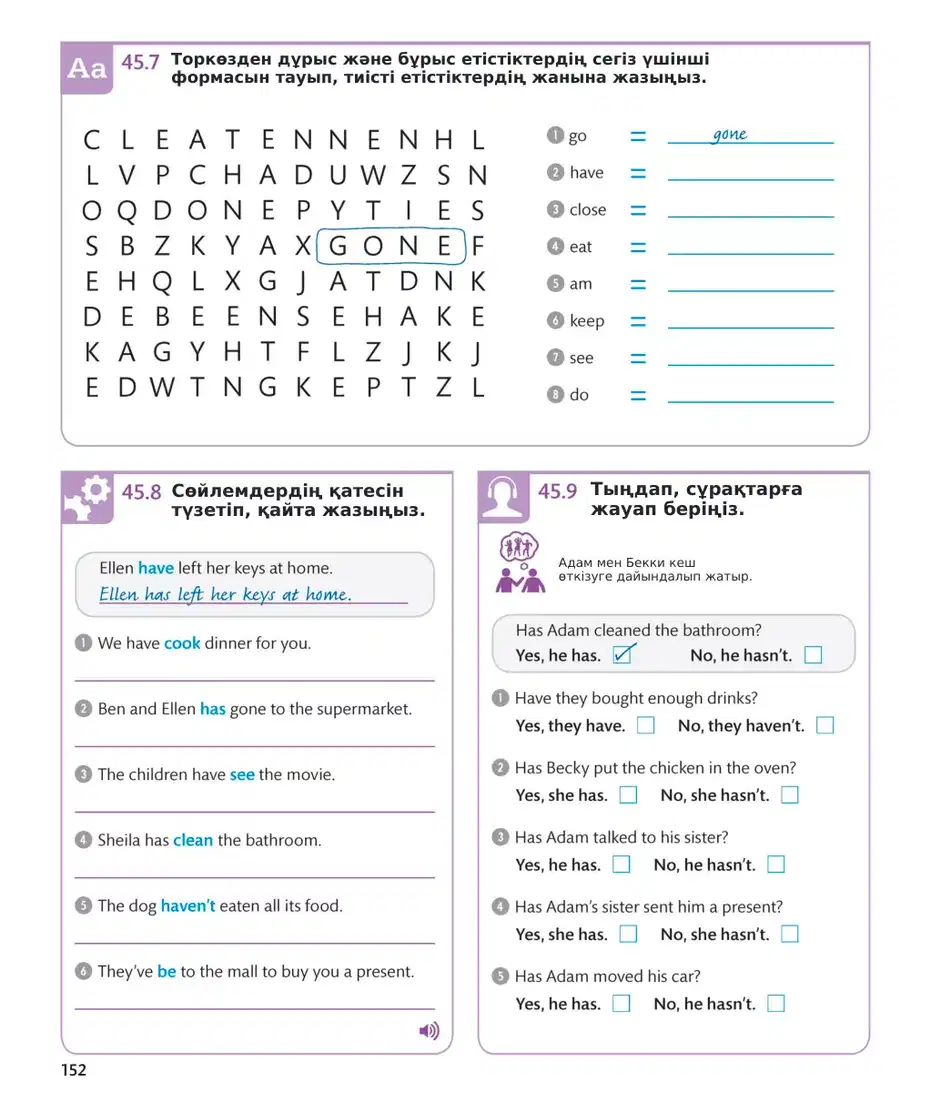 Aa 45.7 Торкөзден дұрыс және бұрыс етістіктердің сегіз үшінші
формасын тауып, тиісті етістіктердің жанына жазыңыз.
C L E A T E N N E N H L
L V P C H A D U W Z S N
O Q D O N E P Y T I E S
S B Z K Y A X G O N E F
E H Q L X G J A T D N K
D E B E E N S E H A K E
K A G Y H T F L Z J K J
E D W T N G K E P T Z L
1 go = gone
2 have =
3 close =
4 eat =
5 am =
6 keep =
7 see =
8 do =
45.8 Сөйлемдердің қатесін
түзетіп, қайта жазыңыз.
Ellen have left her keys at home.
Ellen has left her keys at home.
1 We have cook dinner for you.
2 Ben and Ellen has gone to the supermarket.
3 The children have see the movie.
4 Sheila has clean the bathroom.
5 The dog haven't eaten all its food.
6 They've be to the mall to buy you a present.
45.9 Тыңдап, сұрақтарға
жауап беріңіз.
Адам мен Бекки кеш
өткізуге дайындалып жатыр.
Has Adam cleaned the bathroom?
Yes, he has. No, he hasn't.
1 Have they bought enough drinks?
Yes, they have. No, they haven't.
2 Has Becky put the chicken in the oven?
Yes, she has. No, she hasn't.
3 Has Adam talked to his sister?
Yes, he has. No, he hasn't.
4 Has Adam's sister sent him a present?
Yes, she has. No, she hasn't.
5 Has Adam moved his car?
Yes, he has. No, he hasn't.
152